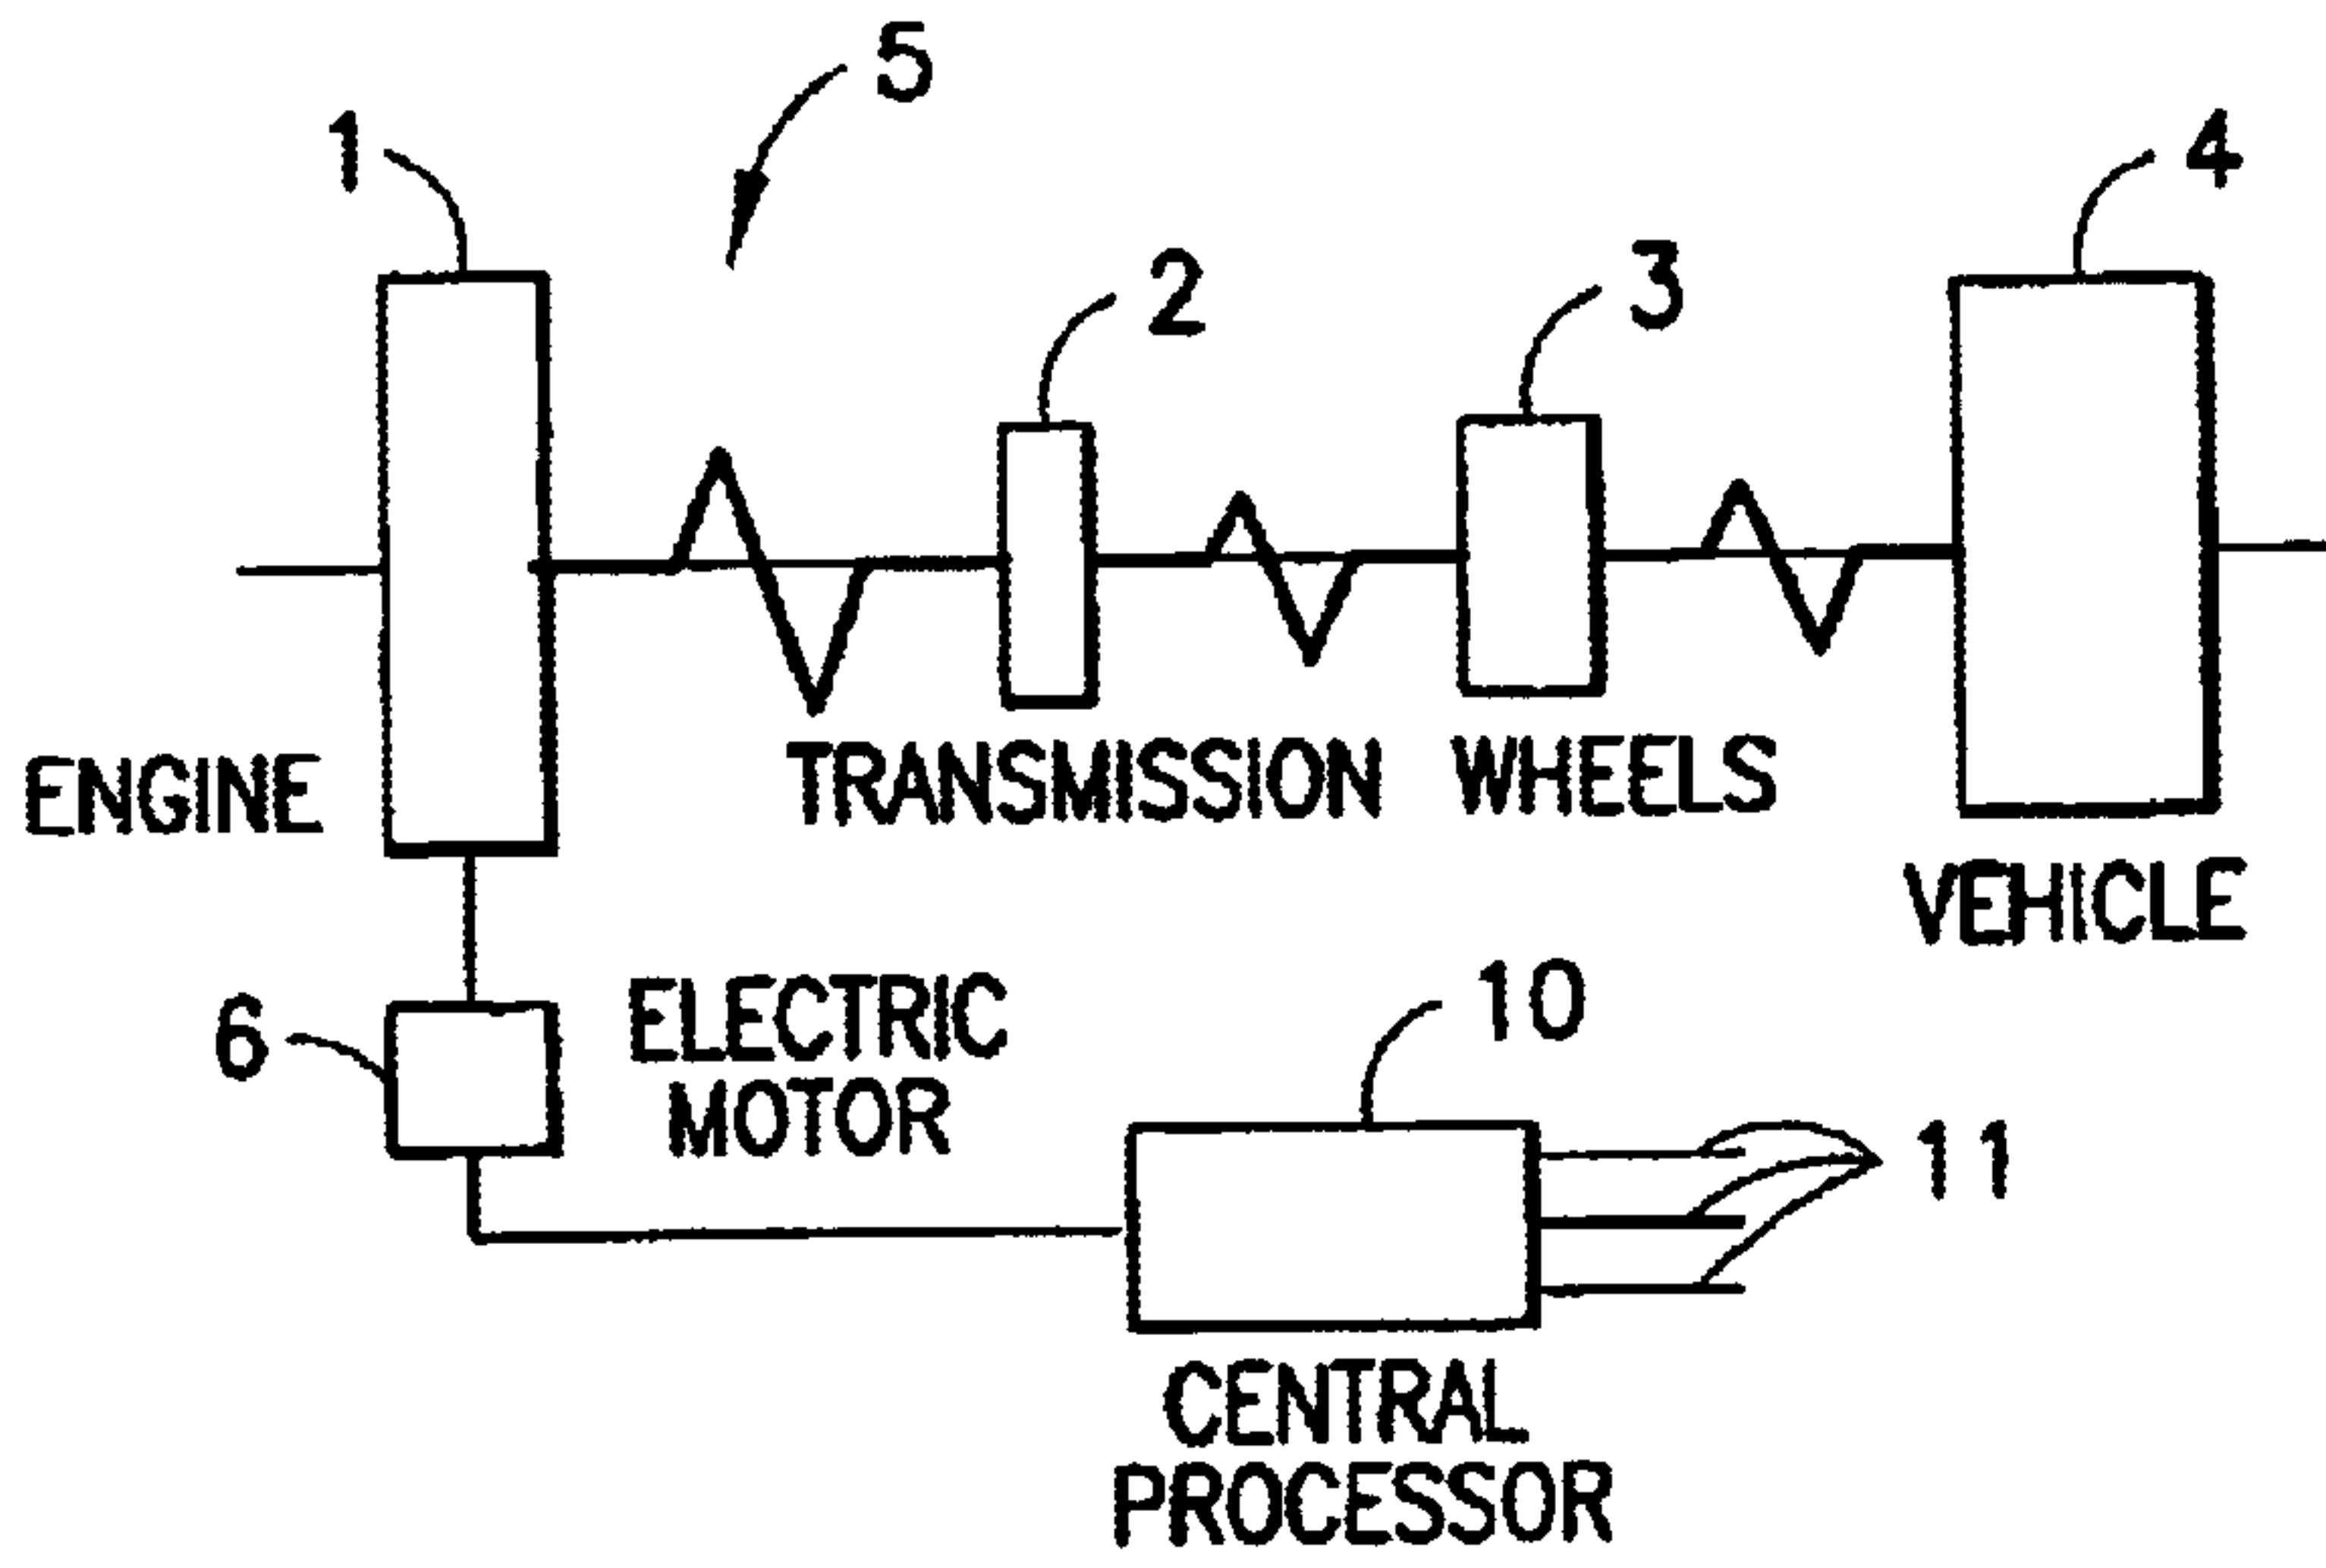 5
1
4
2
3
ENGINE
TRANSMISSION
WHEELS
VEHICLE
6
ELECTRIC
MOTOR
10
11
CENTRAL
PROCESSOR